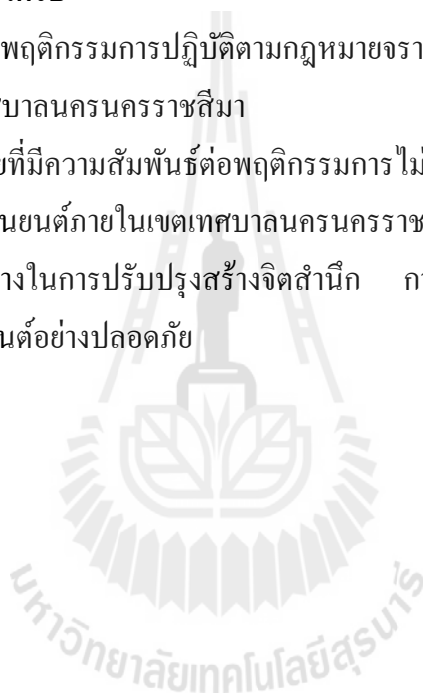 พฤติกรรมการปฏิบัติตามกฎหมายจรา
บาลนครนครราชสีมา
ที่มีความสัมพันธ์ต่อพฤติกรรมการไม่
นยนต์ภายในเขตเทศบาลนครนครราช
างในการปรับปรุงสร้างจิตสำนึก กา
นต์อย่างปลอดภัย
มหาวิทยาลัยเทคโนโลยีสุรนารี